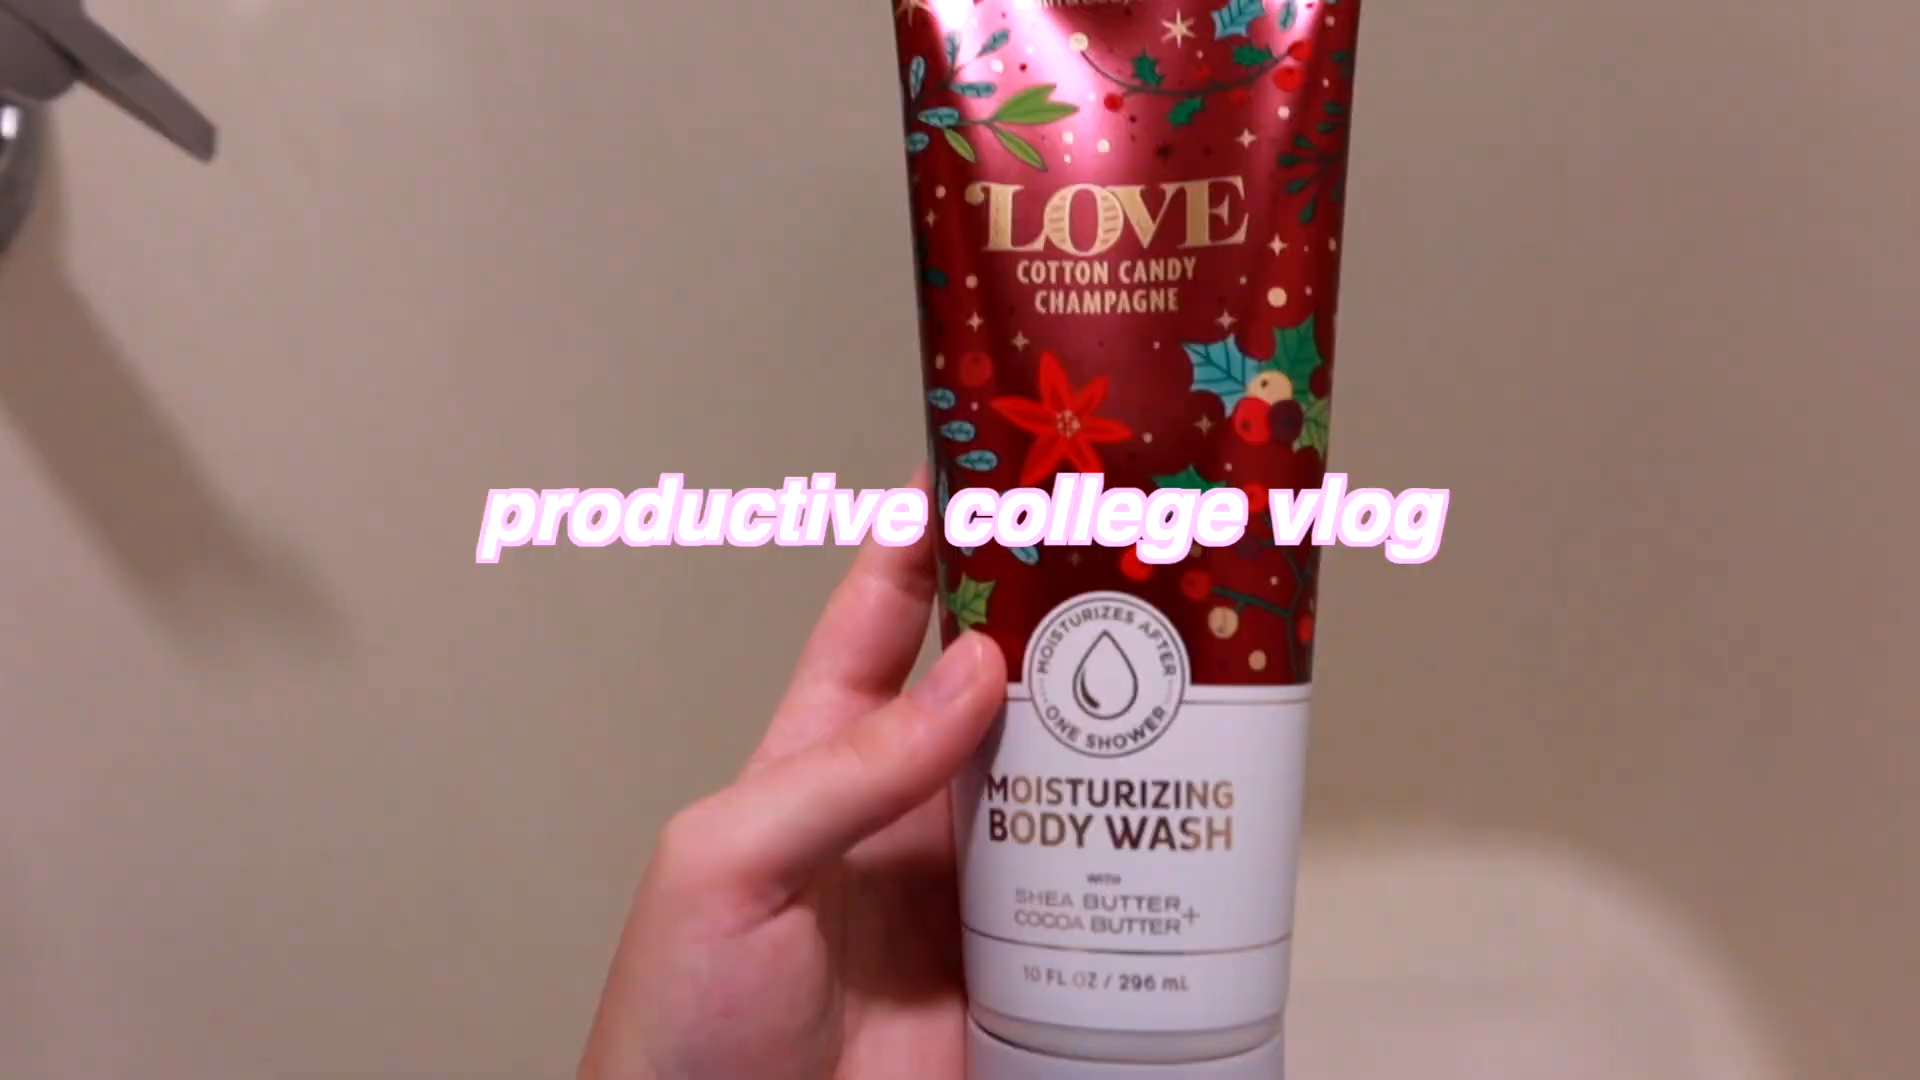 LOVE
COTTON CANDY
CHAMPAGNE
productive college vlog
MOISTURIZES AFTER
ONE SHOWER
MOISTURIZING
BODY WASH
WITH
SHEA BUTTER +
COCOA BUTTER
10 FL OZ / 296 mL